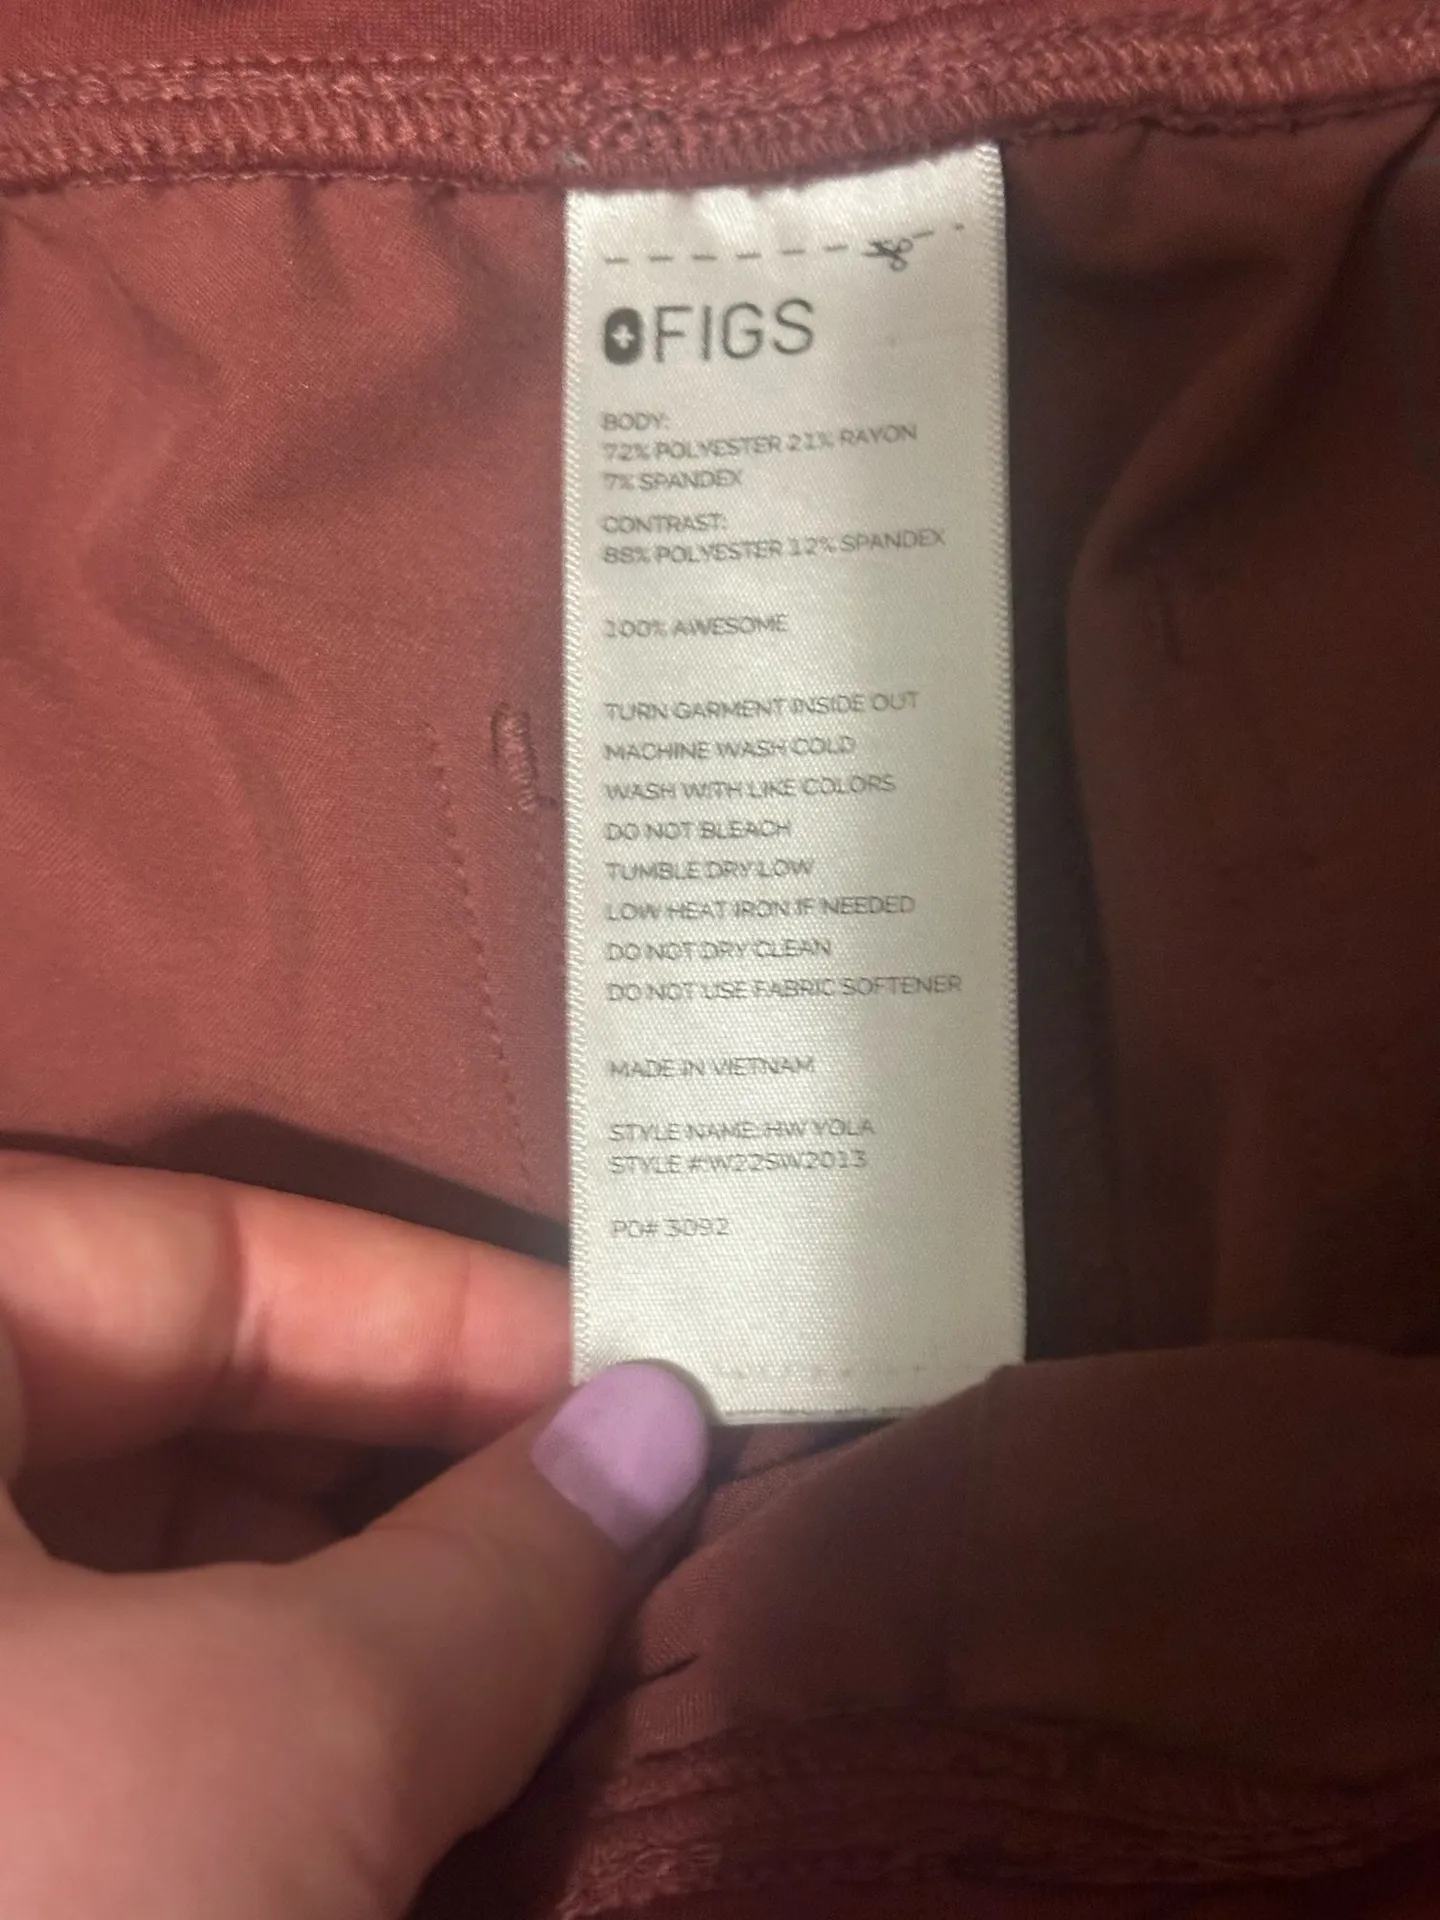 FIGS
BODY:
72% POLYESTER 21% RAYON
7% SPANDEX
CONTRAST:
88% POLYESTER 12% SPANDEX
100% AWESOME
TURN GARMENT INSIDE OUT
MACHINE WASH COLD
WASH WITH LIKE COLORS
DO NOT BLEACH
TUMBLE DRY LOW
LOW HEAT IRON IF NEEDED
DO NOT DRY CLEAN
DO NOT USE FABRIC SOFTENER
MADE IN VIETNAM
STYLE NAME: HW YOLA
STYLE #:W22SW2013
PO# 3092